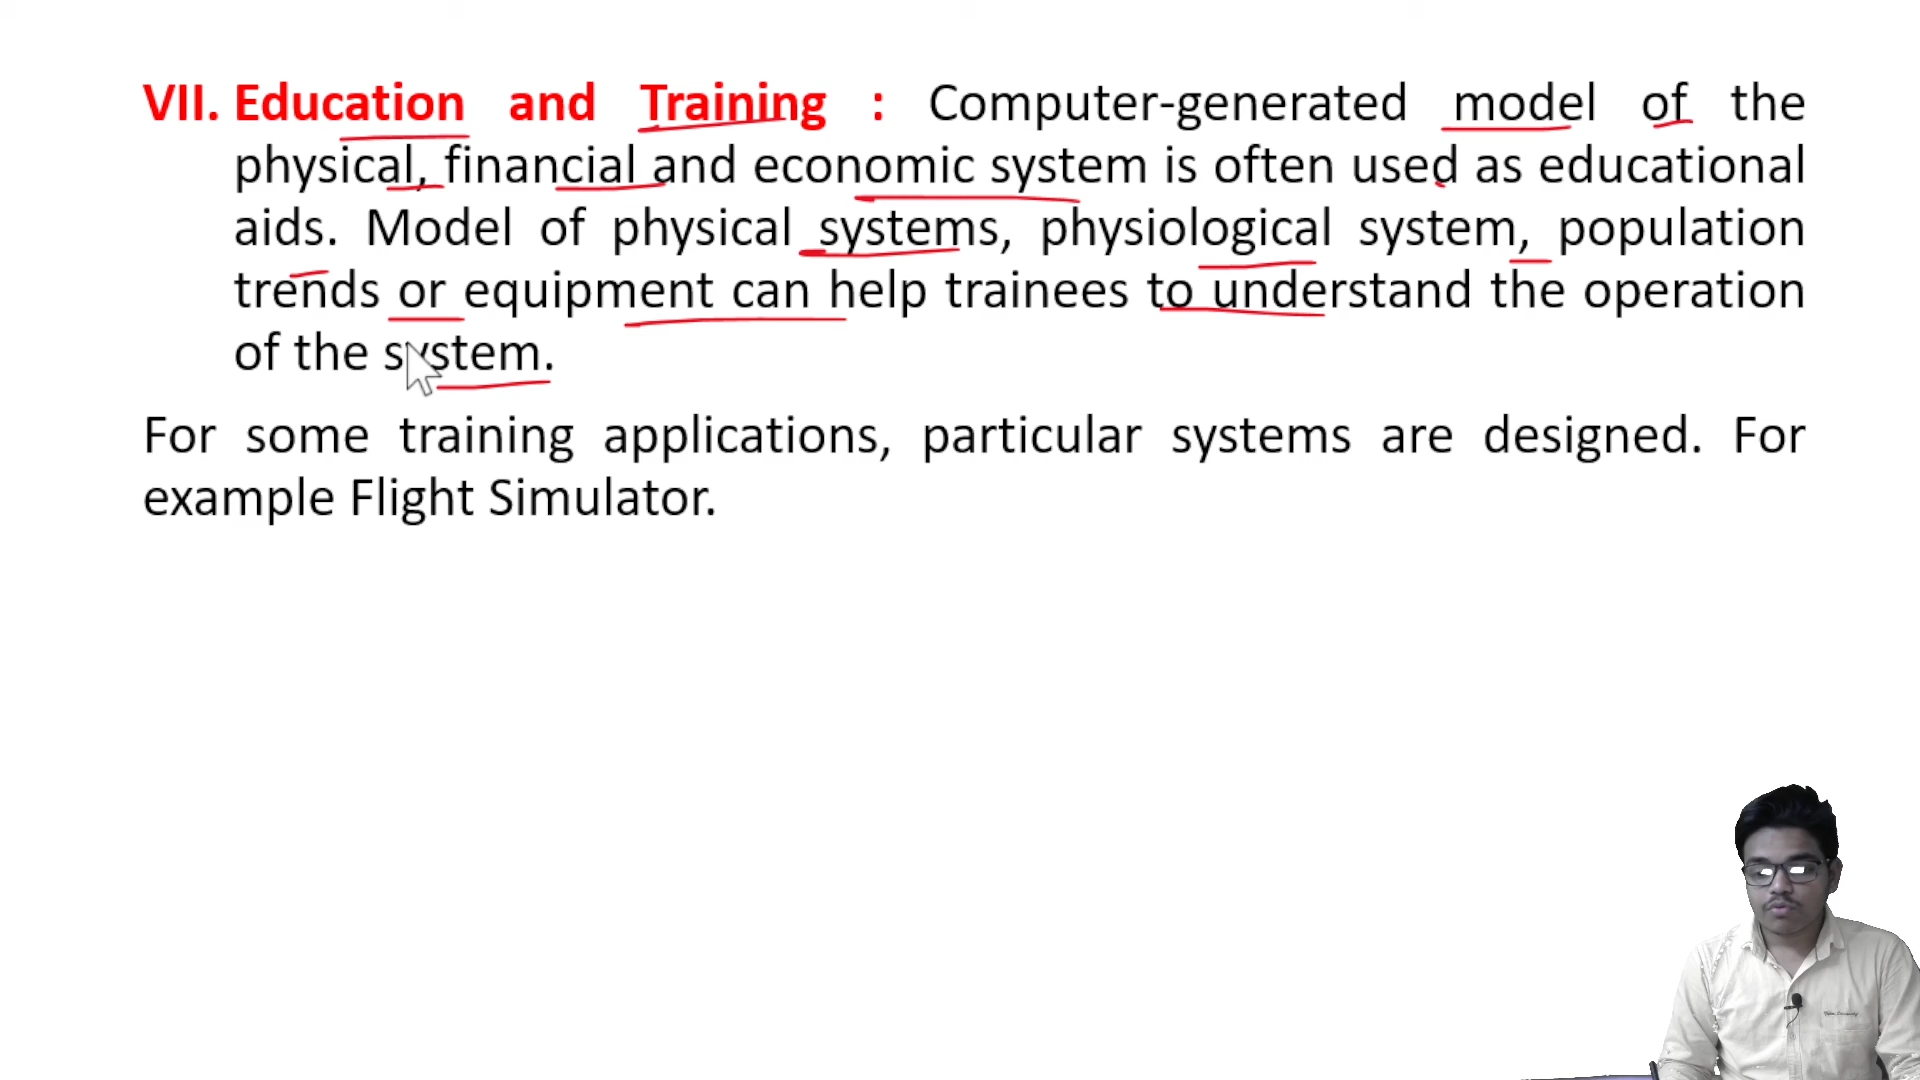 VII. Education and Training : Computer-generated model of the
physical, financial and economic system is often used as educational
aids. Model of physical systems, physiological system, population
trends or equipment can help trainees to understand the operation
of the system.
For some training applications, particular systems are designed. For
example Flight Simulator.